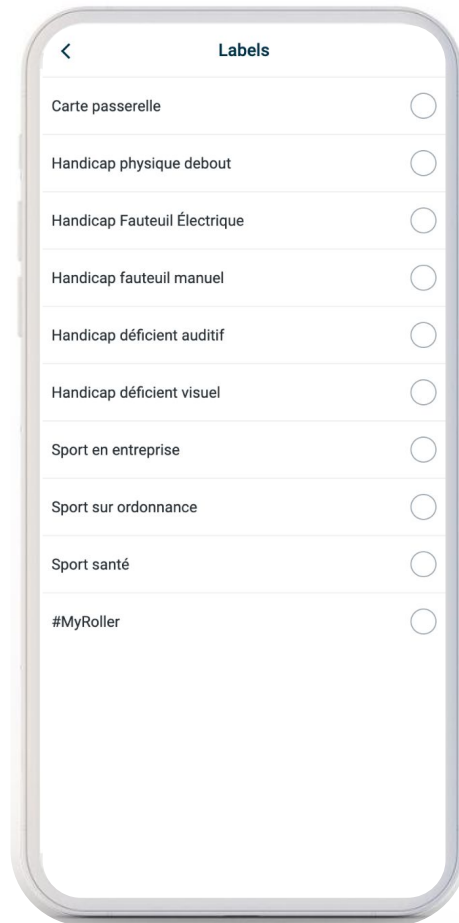 Labels
Carte passerelle
Handicap physique debout
Handicap Fauteuil Électrique
Handicap fauteuil manuel
Handicap déficient auditif
Handicap déficient visuel
Sport en entreprise
Sport sur ordonnance
Sport santé
#MyRoller